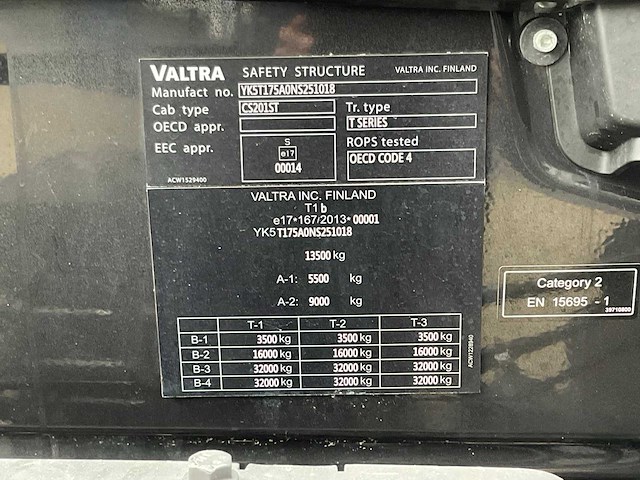 VALTRA SAFETY STRUCTURE VALTRA INC. FINLAND
Manufact no. YK5T175A0NS251018
Cab type CS201ST Tr. type
OECD appr. T SERIES
EEC appr. S e17 00014 ROPS tested
OECD CODE 4
ACW1529400
VALTRA INC. FINLAND
T1b
e17*167/2013*00001
YK5T175A0NS251018
13500 kg
A-1: 5500 kg
A-2: 9000 kg
T-1 T-2 T-3
B-1 3500 kg 3500 kg 3500 kg
B-2 16000 kg 16000 kg 16000 kg
B-3 32000 kg 32000 kg 32000 kg
B-4 32000 kg 32000 kg 32000 kg
ACW1228940
Category 2
EN 15695 - 1
39718800